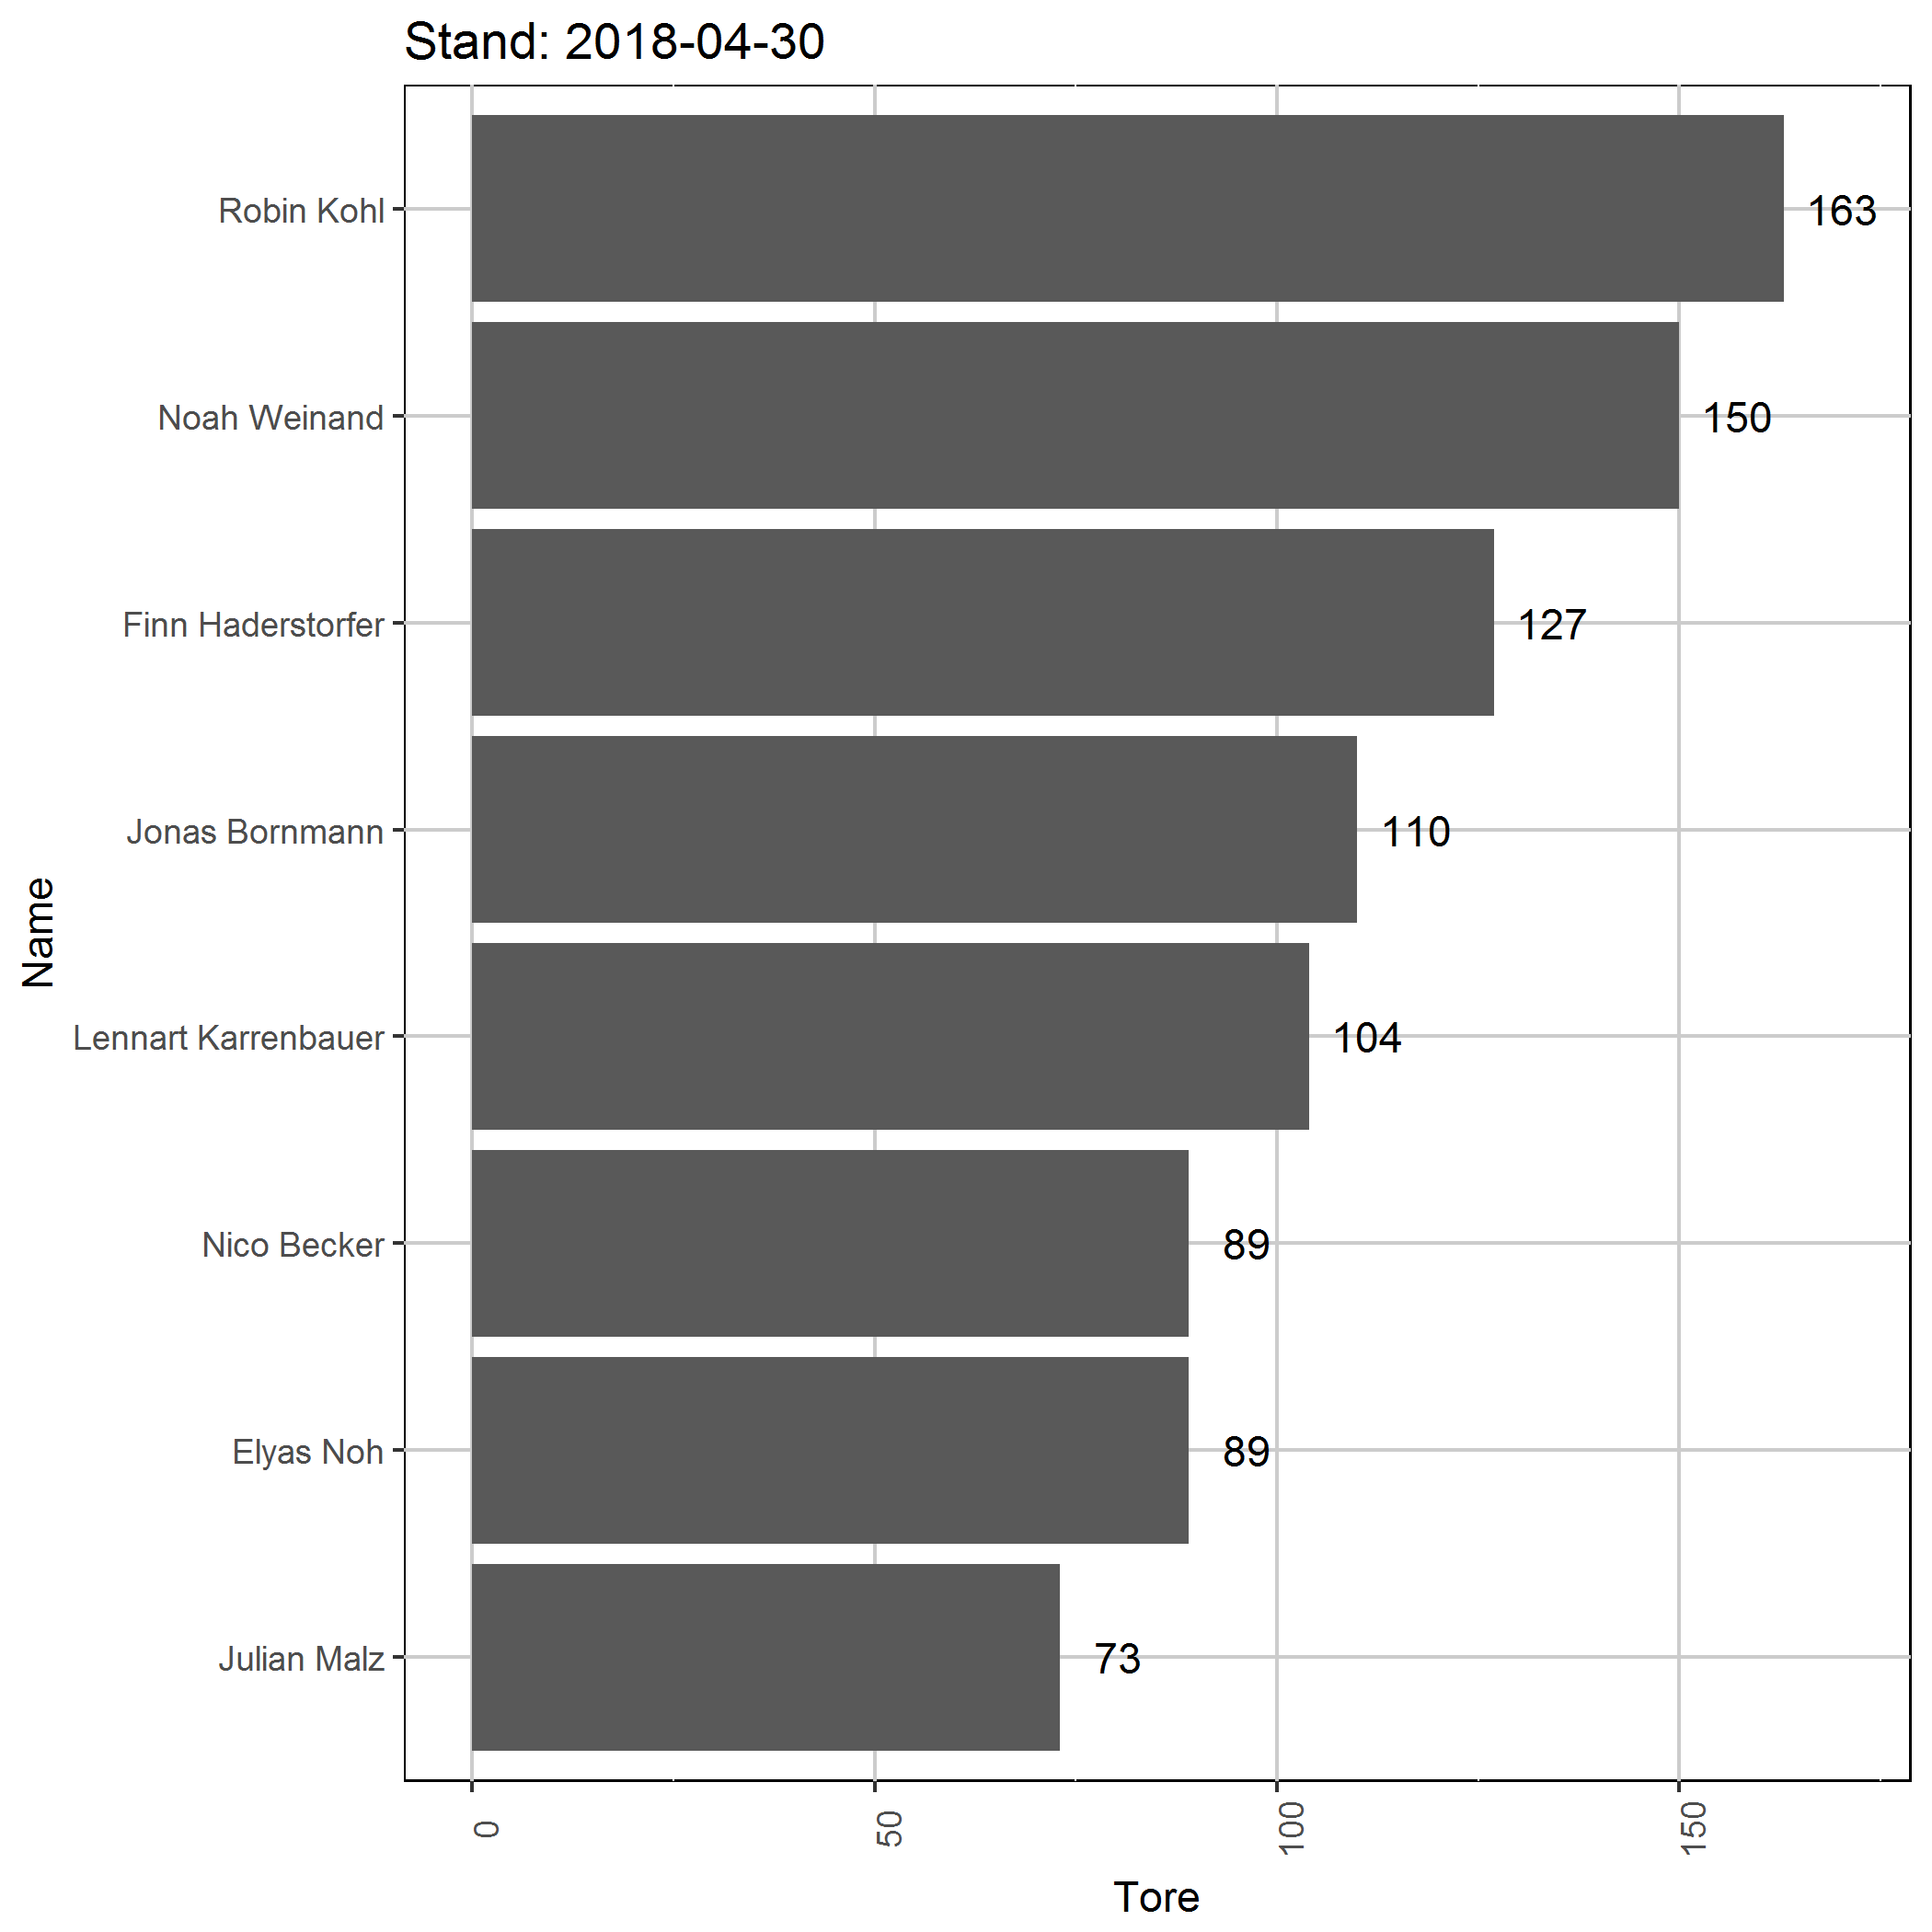 Stand: 2018-04-30
Robin Kohl 163
Noah Weinand 150
Finn Haderstorfer 127
Jonas Bornmann 110
Name
Lennart Karrenbauer 104
Nico Becker 89
Elyas Noh 89
Julian Malz 73
0 50 100 150
Tore